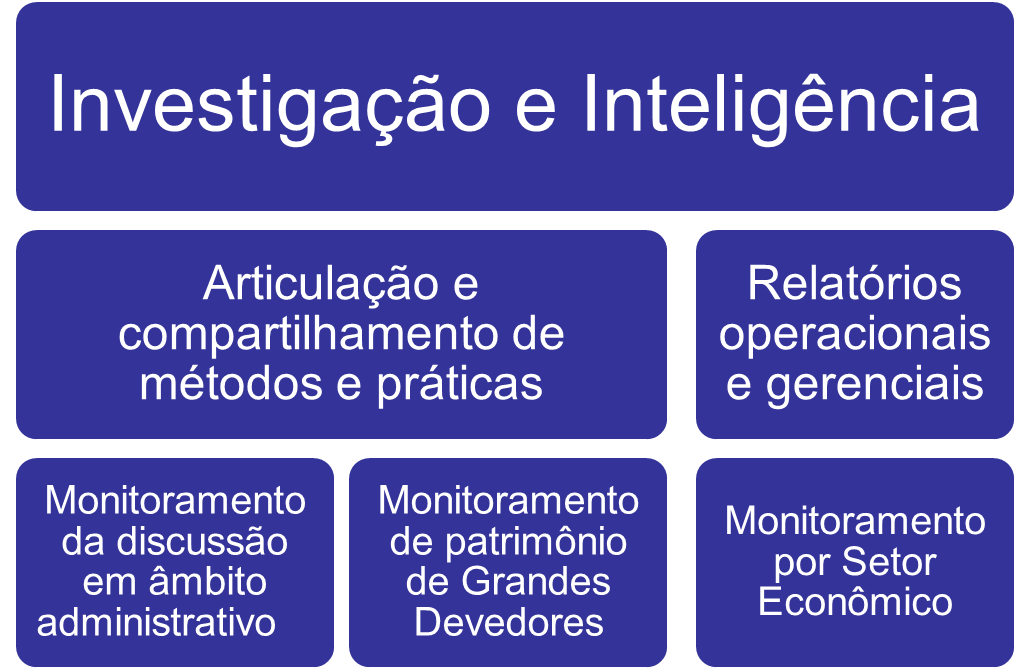 Investigação e Inteligência
Articulação e
compartilhamento de
métodos e práticas
Relatórios
operacionais
e gerenciais
Monitoramento
da discussão
em âmbito
administrativo
Monitoramento
de patrimônio
de Grandes
Devedores
Monitoramento
por Setor
Econômico